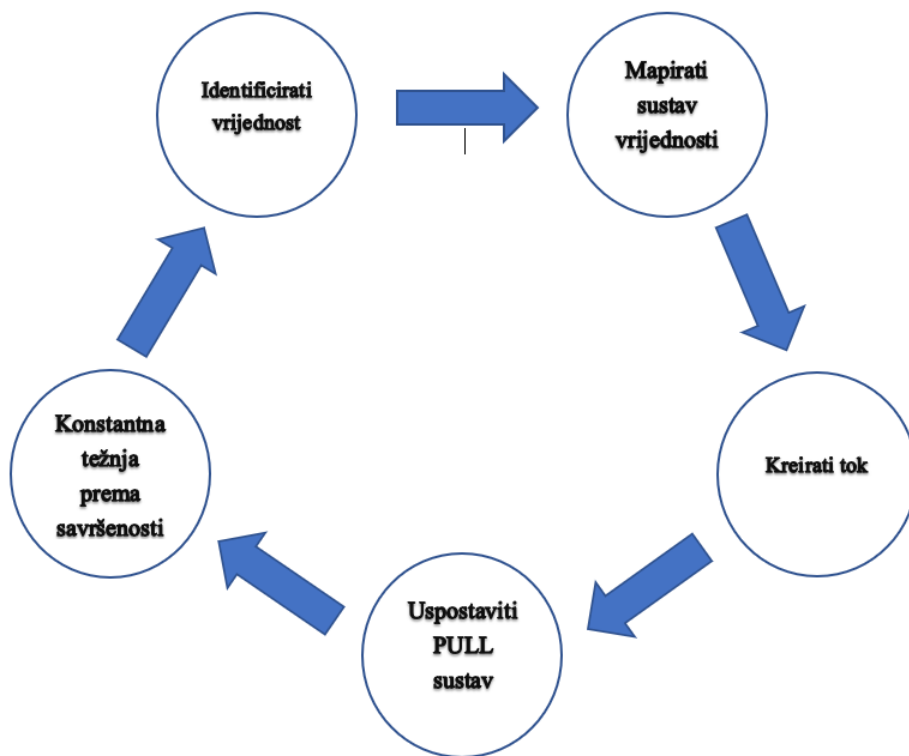 Identificirati
vrijednost
Mapirati
sustav
vrijednosti
Kreirati tok
Uspostaviti
PULL
sustav
Konstantna
težnja
prema
savršenosti